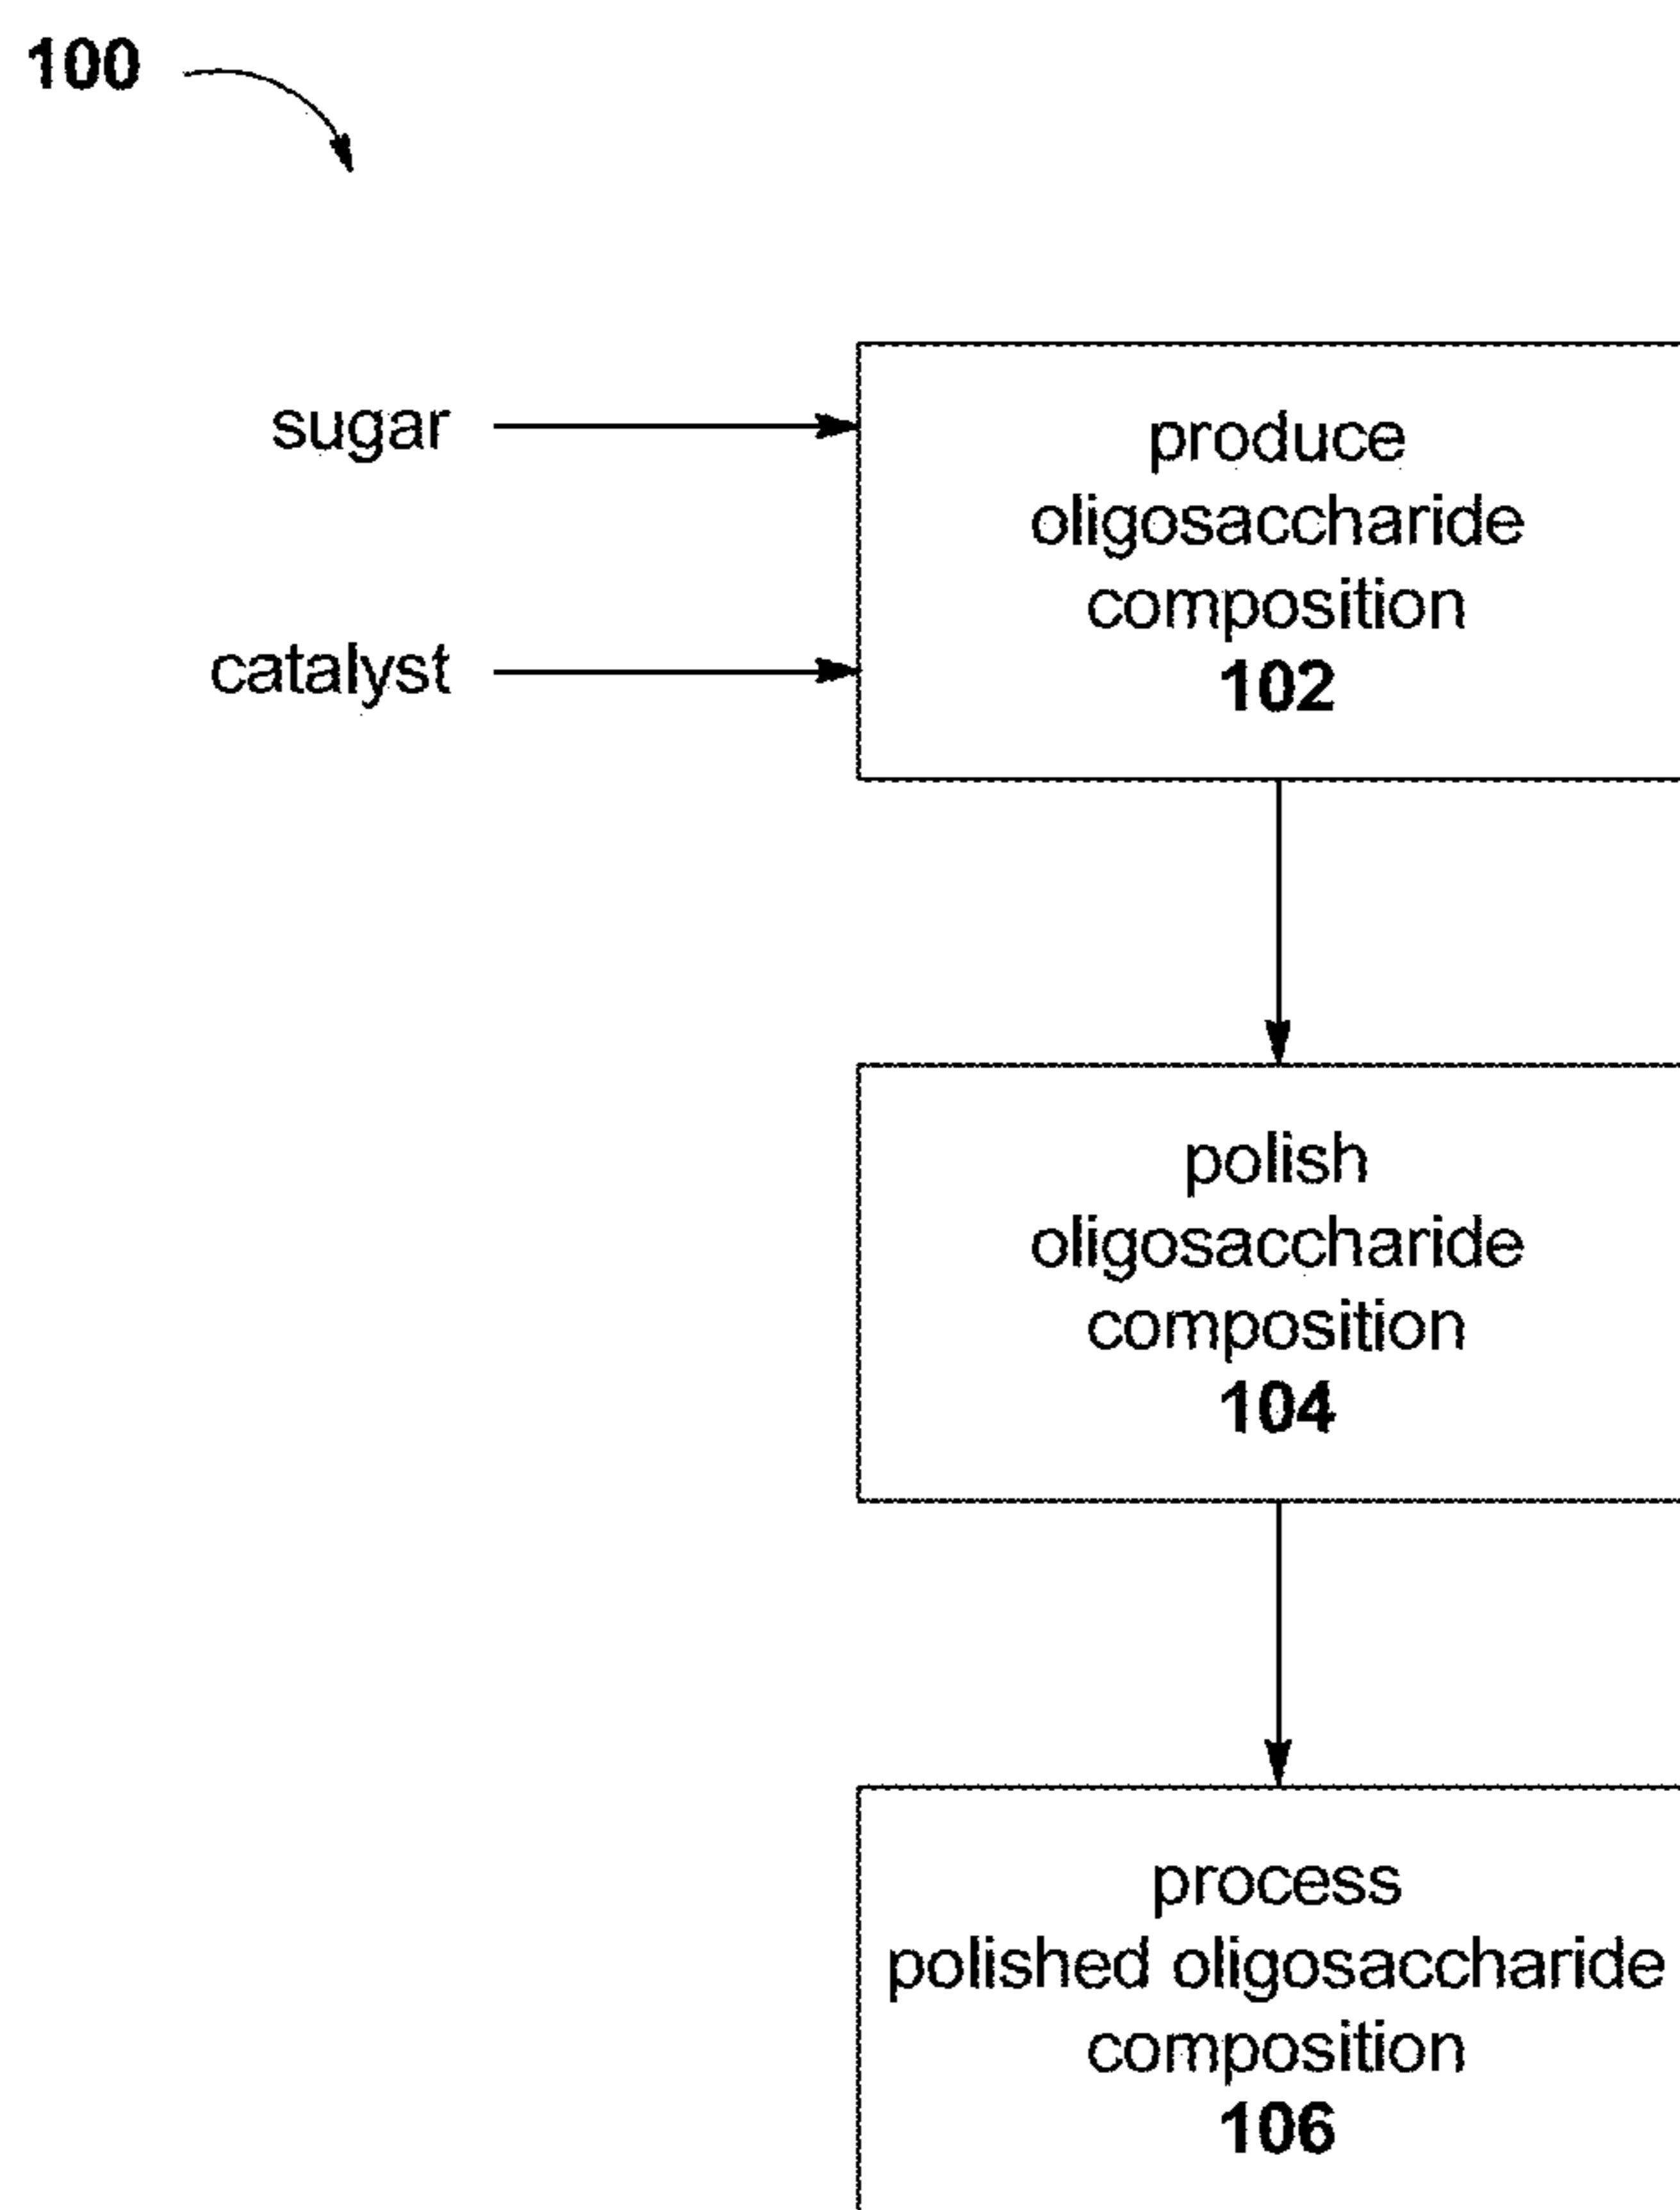 100
sugar
catalyst
produce
oligosaccharide
composition
102
polish
oligosaccharide
composition
104
process
polished oligosaccharide
composition
106